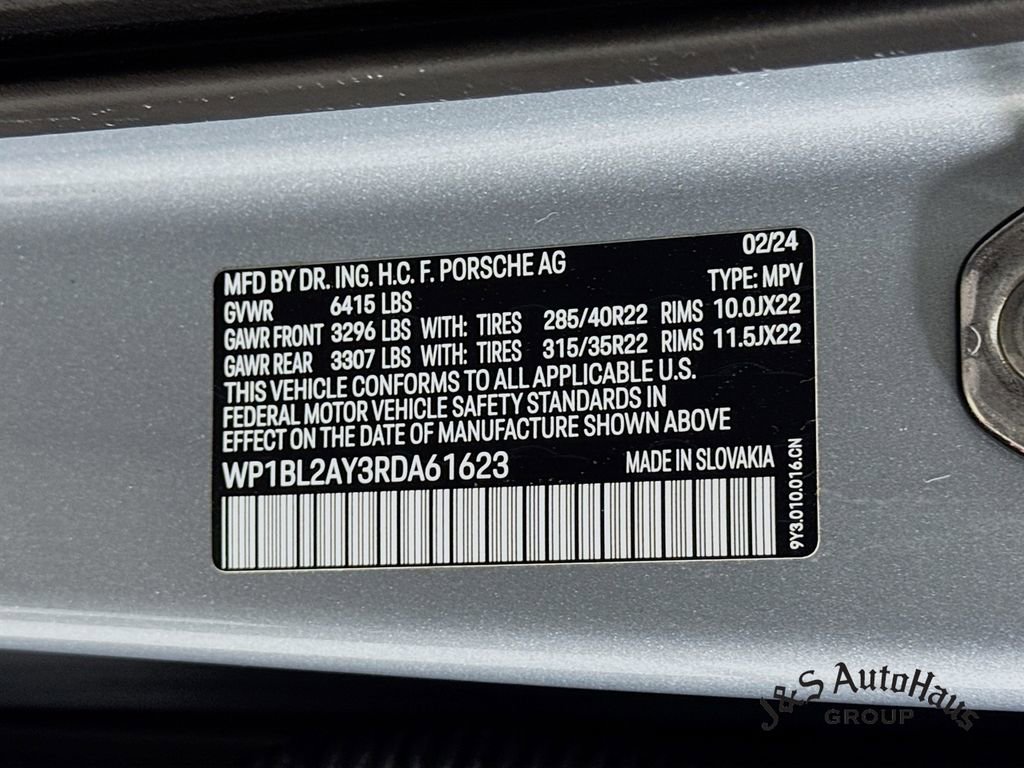 02/24
MFD BY DR. ING. H.C. F. PORSCHE AG
TYPE: MPV
GVWR 6415 LBS
GAWR FRONT 3296 LBS WITH: TIRES 285/40R22 RIMS 10.0JX22
GAWR REAR 3307 LBS WITH: TIRES 315/35R22 RIMS 11.5JX22
THIS VEHICLE CONFORMS TO ALL APPLICABLE U.S.
FEDERAL MOTOR VEHICLE SAFETY STANDARDS IN
EFFECT ON THE DATE OF MANUFACTURE SHOWN ABOVE
WP1BL2AY3RDA61623 MADE IN SLOVAKIA
9Y3.010.016.CN
J&S AutoHaus
GROUP